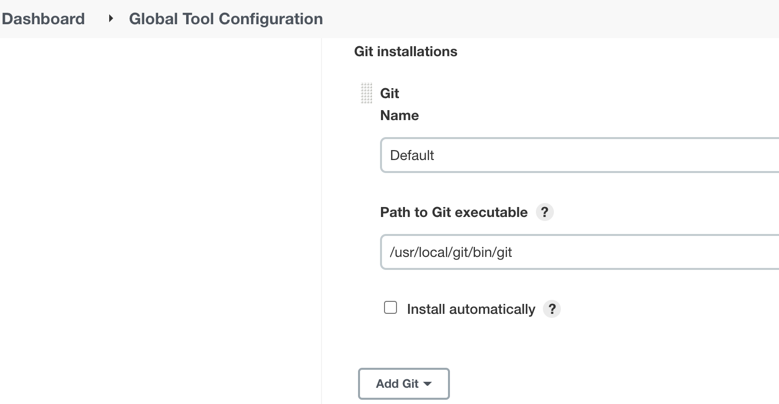 Dashboard Global Tool Configuration
Git installations
Git
Name
Default
Path to Git executable ?
/usr/local/git/bin/git
Install automatically ?
Add Git